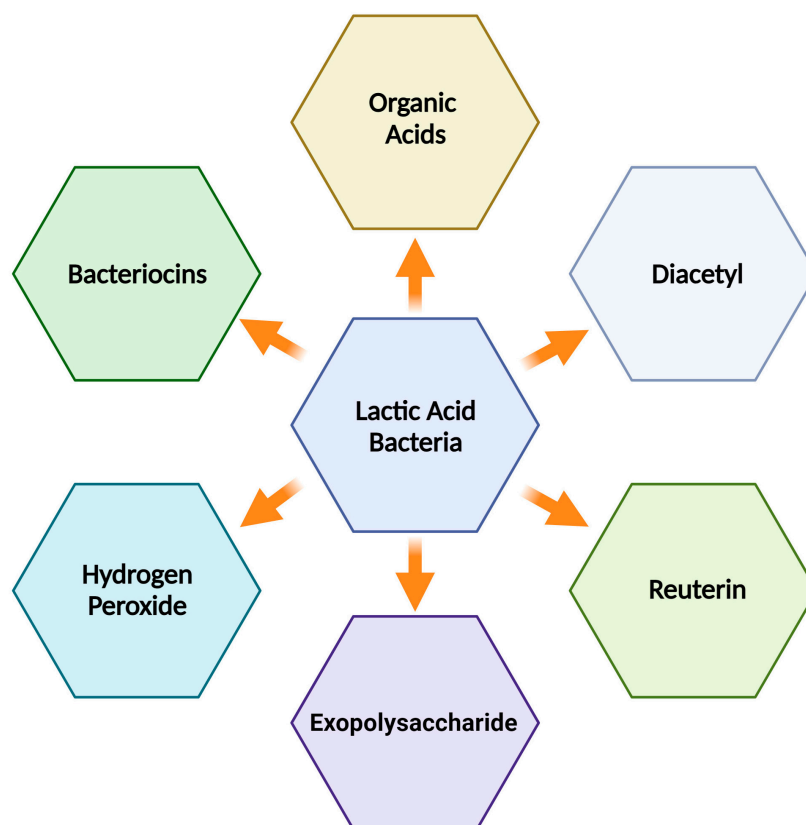 Organic
Acids
Bacteriocins
Diacetyl
Lactic Acid
Bacteria
Hydrogen
Peroxide
Reuterin
Exopolysaccharide